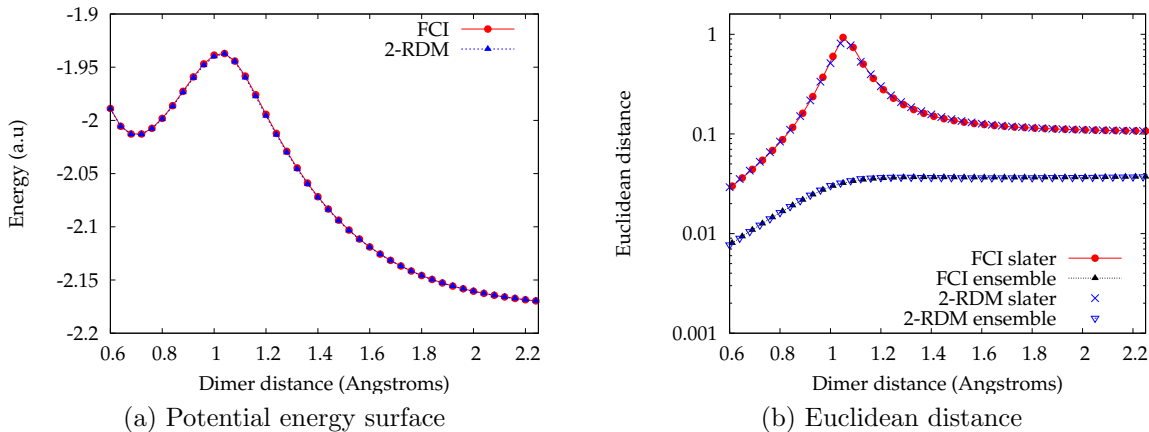 -1.9
-1.95
-2
-2.05
-2.1
-2.15
-2.2
Energy (a.u)
FCI
2-RDM
0.6 0.8 1 1.2 1.4 1.6 1.8 2 2.2
Dimer distance (Angstroms)
(a) Potential energy surface
1
0.1
0.01
0.001
Euclidean distance
FCI slater
FCI ensemble
2-RDM slater
2-RDM ensemble
0.6 0.8 1 1.2 1.4 1.6 1.8 2 2.2
Dimer distance (Angstroms)
(b) Euclidean distance